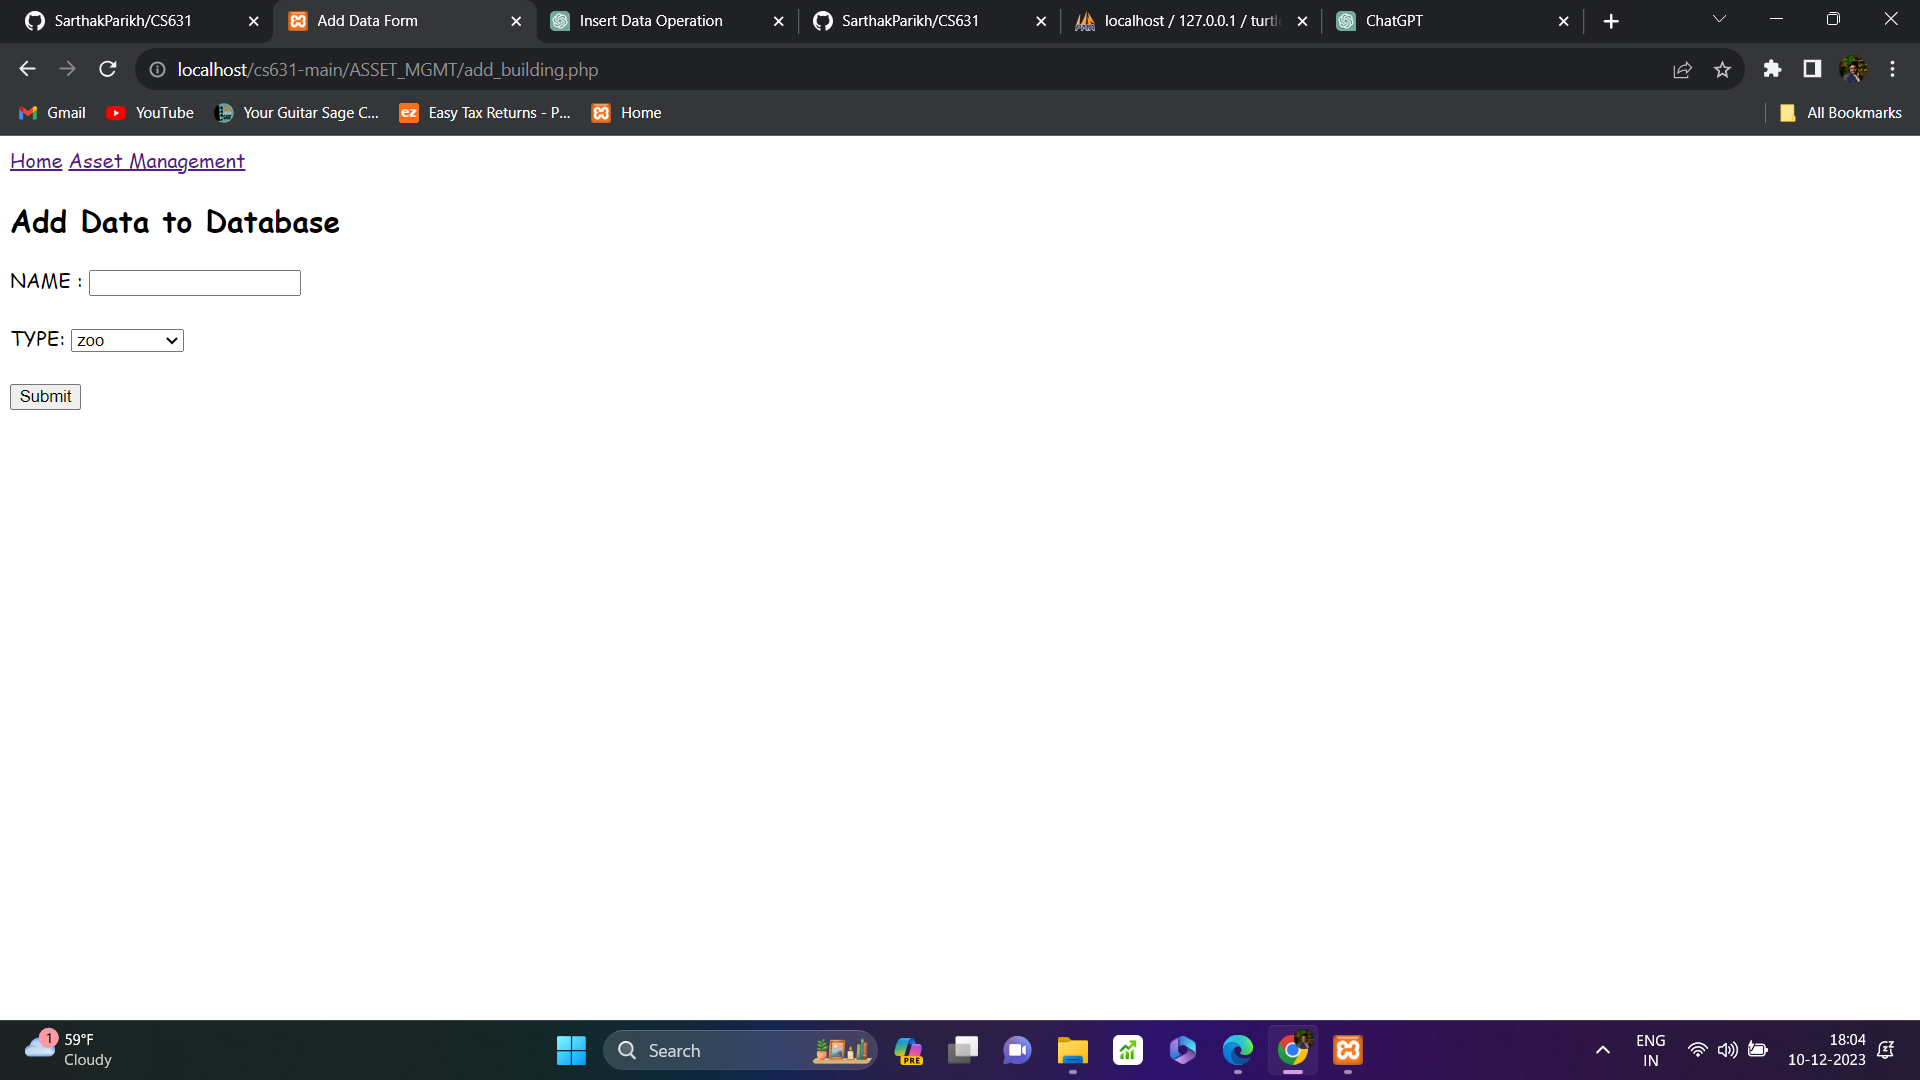 SarthakParikh/CS631
Add Data Form
Insert Data Operation
SarthakParikh/CS631
localhost / 127.0.0.1 / turtl
ChatGPT
localhost/cs631-main/ASSET_MGMT/add_building.php
Gmail
YouTube
Your Guitar Sage C...
ez
Easy Tax Returns - P...
Home
All Bookmarks
Home Asset Management
Add Data to Database
NAME :
TYPE: zoo
Submit
1
59°F
Cloudy
Search
PRE
ENG
IN
18:04
10-12-2023